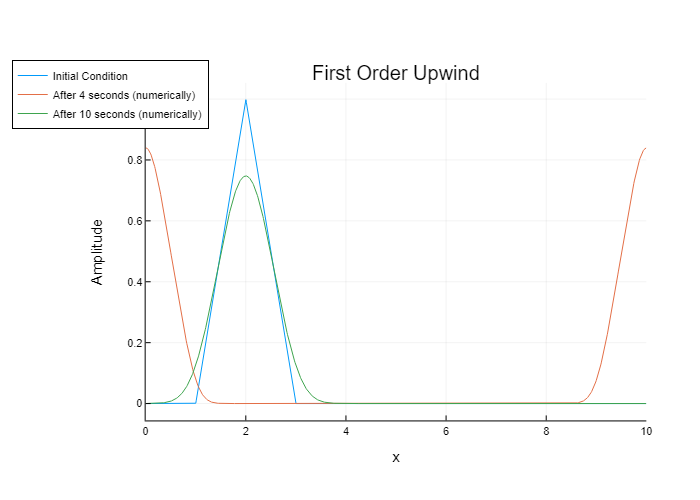 First Order Upwind
Initial Condition
After 4 seconds (numerically)
After 10 seconds (numerically)
0.8
0.6
0.4
0.2
0
Amplitude
0 2 4 6 8 10
x